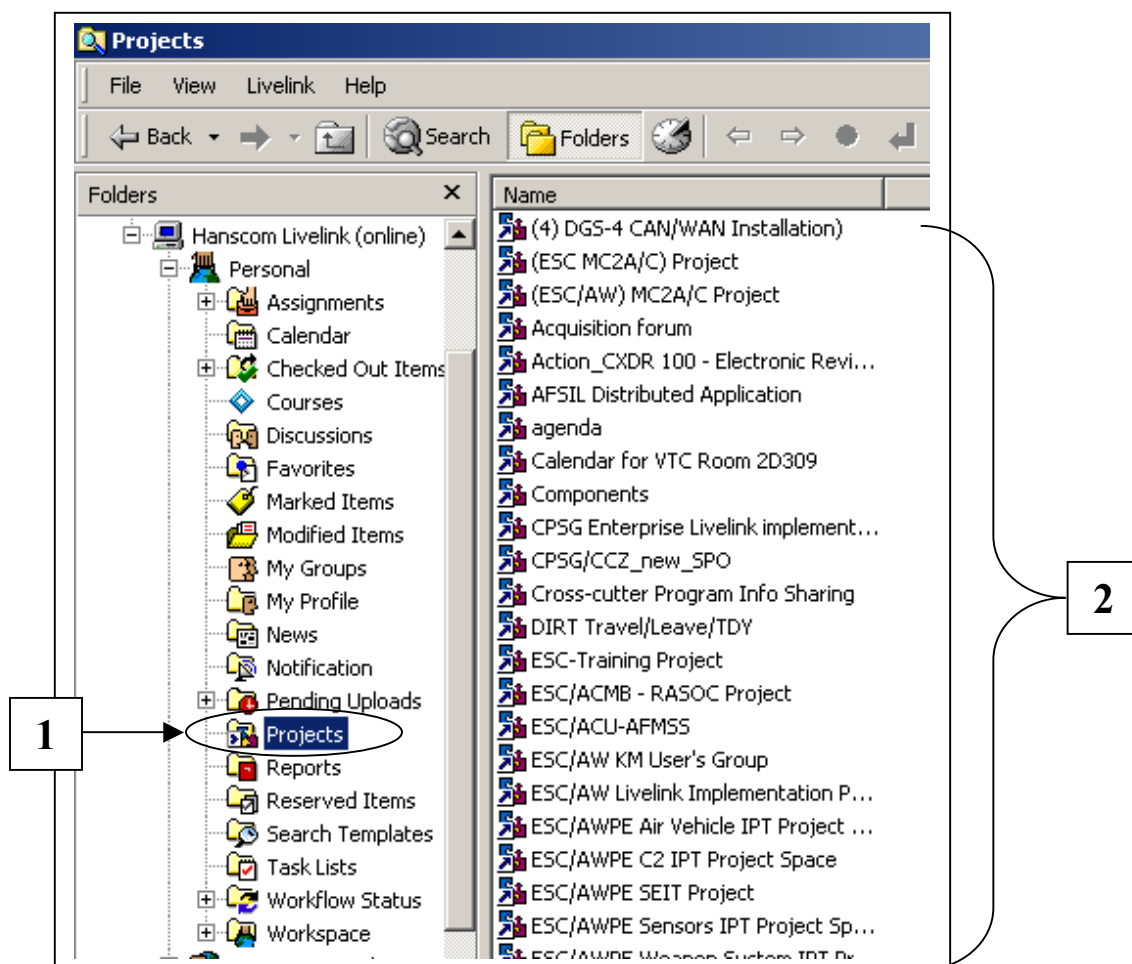 Projects
File View Livelink Help
Back Search Folders
Folders
Hanscom Livelink (online)
Personal
Assignments
Calendar
Checked Out Items
Courses
Discussions
Favorites
Marked Items
Modified Items
My Groups
My Profile
News
Notification
Pending Uploads
1
Projects
Reports
Reserved Items
Search Templates
Task Lists
Workflow Status
Workspace
Name
(4) DGS-4 CAN/WAN Installation)
(ESC MC2A/C) Project
(ESC/AW) MC2A/C Project
Acquisition forum
Action_CXDR 100 - Electronic Revi...
AFSIL Distributed Application
agenda
Calendar for VTC Room 2D309
Components
CPSG Enterprise Livelink implement...
CPSG/CCZ_new_SPO
Cross-cutter Program Info Sharing
DIRT Travel/Leave/TDY
ESC-Training Project
ESC/ACMB - RASOC Project
ESC/ACU-AFMSS
ESC/AW KM User's Group
ESC/AW Livelink Implementation P...
ESC/AWPE Air Vehicle IPT Project ...
ESC/AWPE C2 IPT Project Space
ESC/AWPE SEIT Project
ESC/AWPE Sensors IPT Project Sp...
ESC/AWPE Weapon System IPT Pr...
2